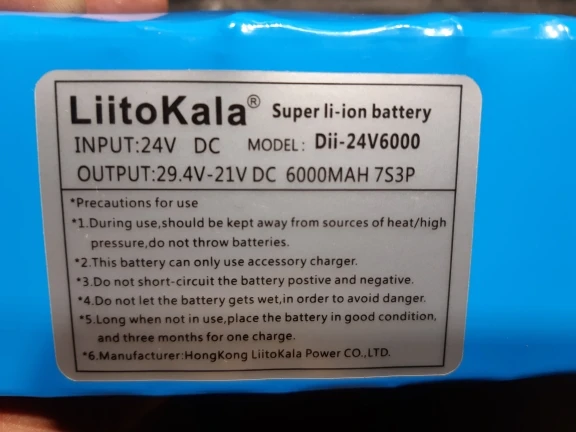 LiitoKala® Super li-ion battery
INPUT:24V DC MODEL: Dii-24V6000
OUTPUT:29.4V-21V DC 6000MAH 7S3P
*Precautions for use
*1.During use,should be kept away from sources of heat/high
pressure,do not throw batteries.
*2.This battery can only use accessory charger.
*3.Do not short-circuit the battery postive and negative.
*4.Do not let the battery gets wet,in order to avoid danger.
*5.Long when not in use,place the battery in good condition,
and three months for one charge.
*6.Manufacturer:HongKong LiitoKala Power CO.,LTD.